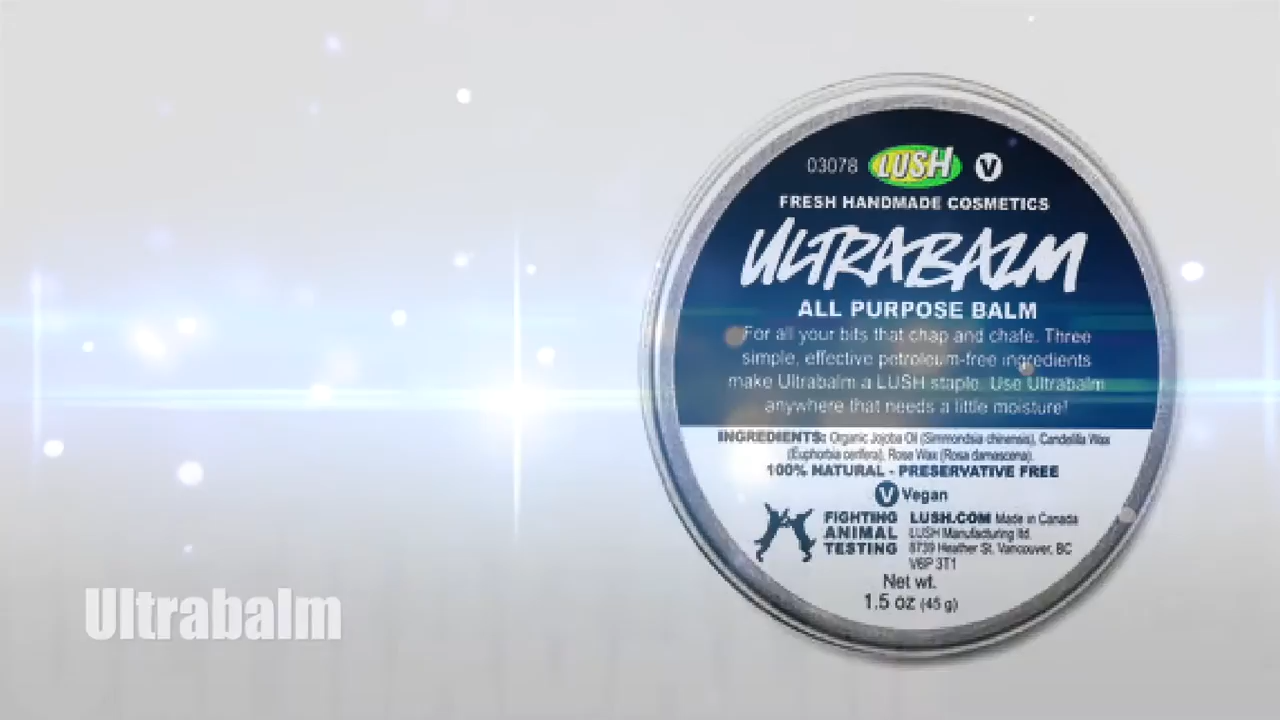 03078 LUSH V
FRESH HANDMADE COSMETICS
ULTRABALM
ALL PURPOSE BALM
For all your bits that chap and chafe. Three
simple, effective petroleum-free ingredients
make Ultrabalm a LUSH staple. Use Ultrabalm
anywhere that needs a little moisture!
INGREDIENTS: Organic Jojoba Oil (Simmondsia chinensis), Candelilla Wax
(Euphorbia cerifera), Rose Wax (Rosa damascena).
100% NATURAL - PRESERVATIVE FREE
V Vegan
FIGHTING
ANIMAL
TESTING
LUSH.COM Made in Canada
LUSH Manufacturing ltd.
8739 Heather St. Vancouver, BC
V6P 3T1
Net wt.
1.5 oz (45 g)
Ultrabalm